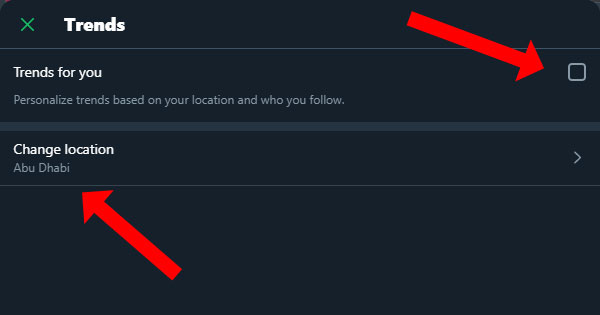 Trends
Trends for you
Personalize trends based on your location and who you follow.
Change location
Abu Dhabi